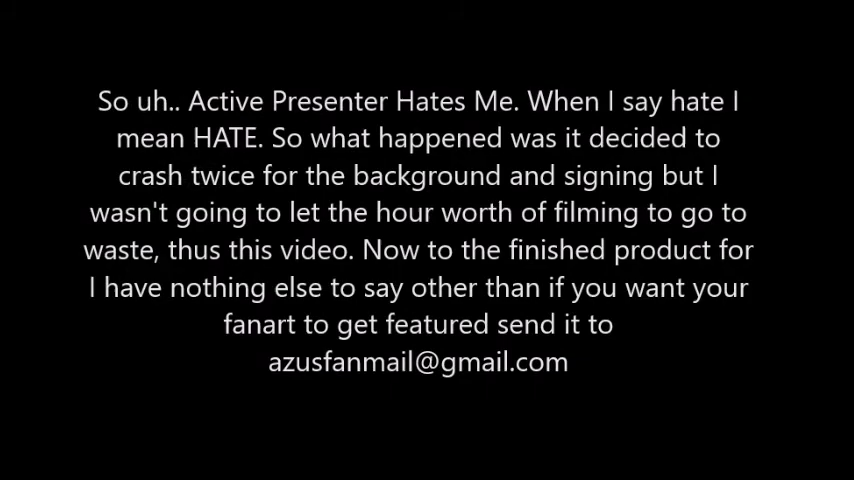 So uh.. Active Presenter Hates Me. When I say hate I
mean HATE. So what happened was it decided to
crash twice for the background and signing but I
wasn't going to let the hour worth of filming to go to
waste, thus this video. Now to the finished product for
I have nothing else to say other than if you want your
fanart to get featured send it to
azusfanmail@gmail.com